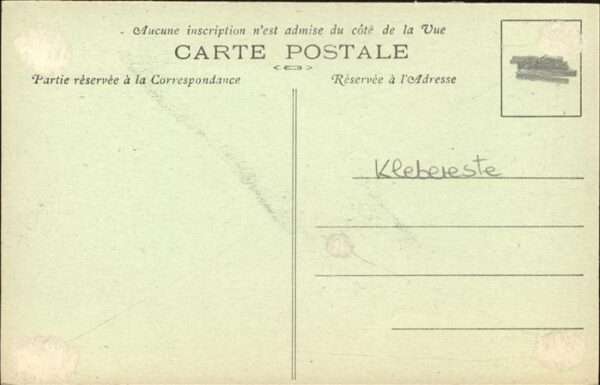 Aucune inscription n'est admise du côté de la Vue
CARTE POSTALE
Partie réservée à la Correspondance
Réservée à l'Adresse
Klebereste